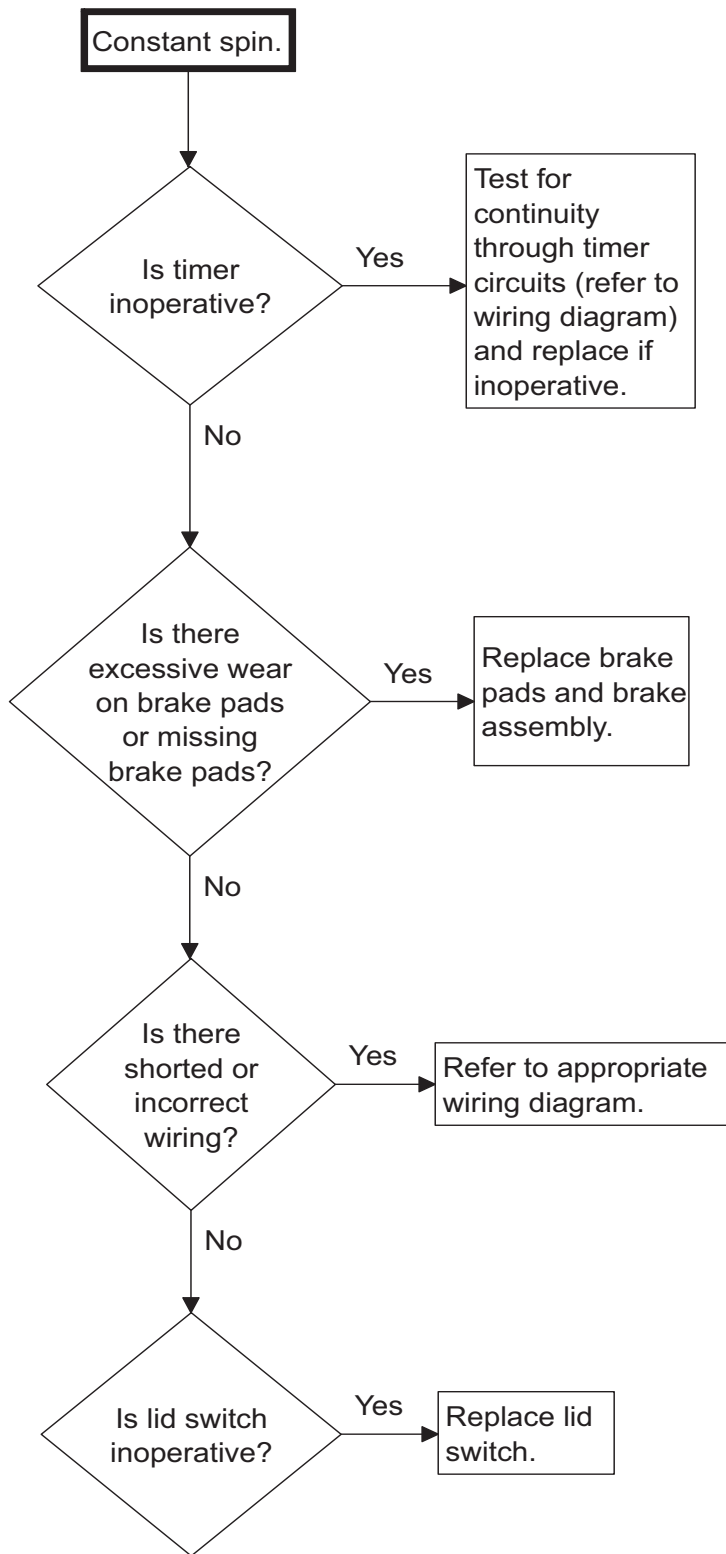 Constant spin.
Is timer
inoperative?
Yes
Test for
continuity
through timer
circuits (refer to
wiring diagram)
and replace if
inoperative.
No
Is there
excessive wear
on brake pads
or missing
brake pads?
Yes
Replace brake
pads and brake
assembly.
No
Is there
shorted or
incorrect
wiring?
Yes
Refer to appropriate
wiring diagram.
No
Is lid switch
inoperative?
Yes
Replace lid
switch.